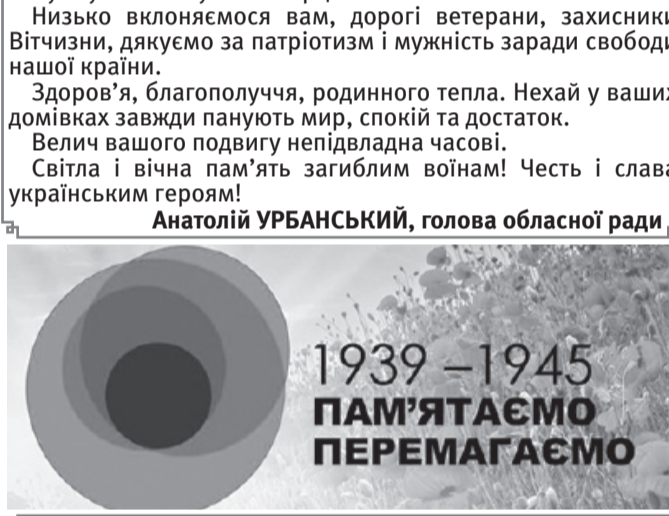 Низько вклоняємося вам, дорогі ветерани, захисники
Вітчизни, дякуємо за патріотизм і мужність заради свободи
нашої країни.
Здоров’я, благополуччя, родинного тепла. Нехай у ваших
домівках завжди панують мир, спокій та достаток.
Велич вашого подвигу непідвладна часові.
Світла і вічна пам’ять загиблим воїнам! Честь і слава
українським героям!
Анатолій УРБАНСЬКИЙ, голова обласної ради
1939 –1945
ПАМ’ЯТАЄМО
ПЕРЕМАГАЄМО